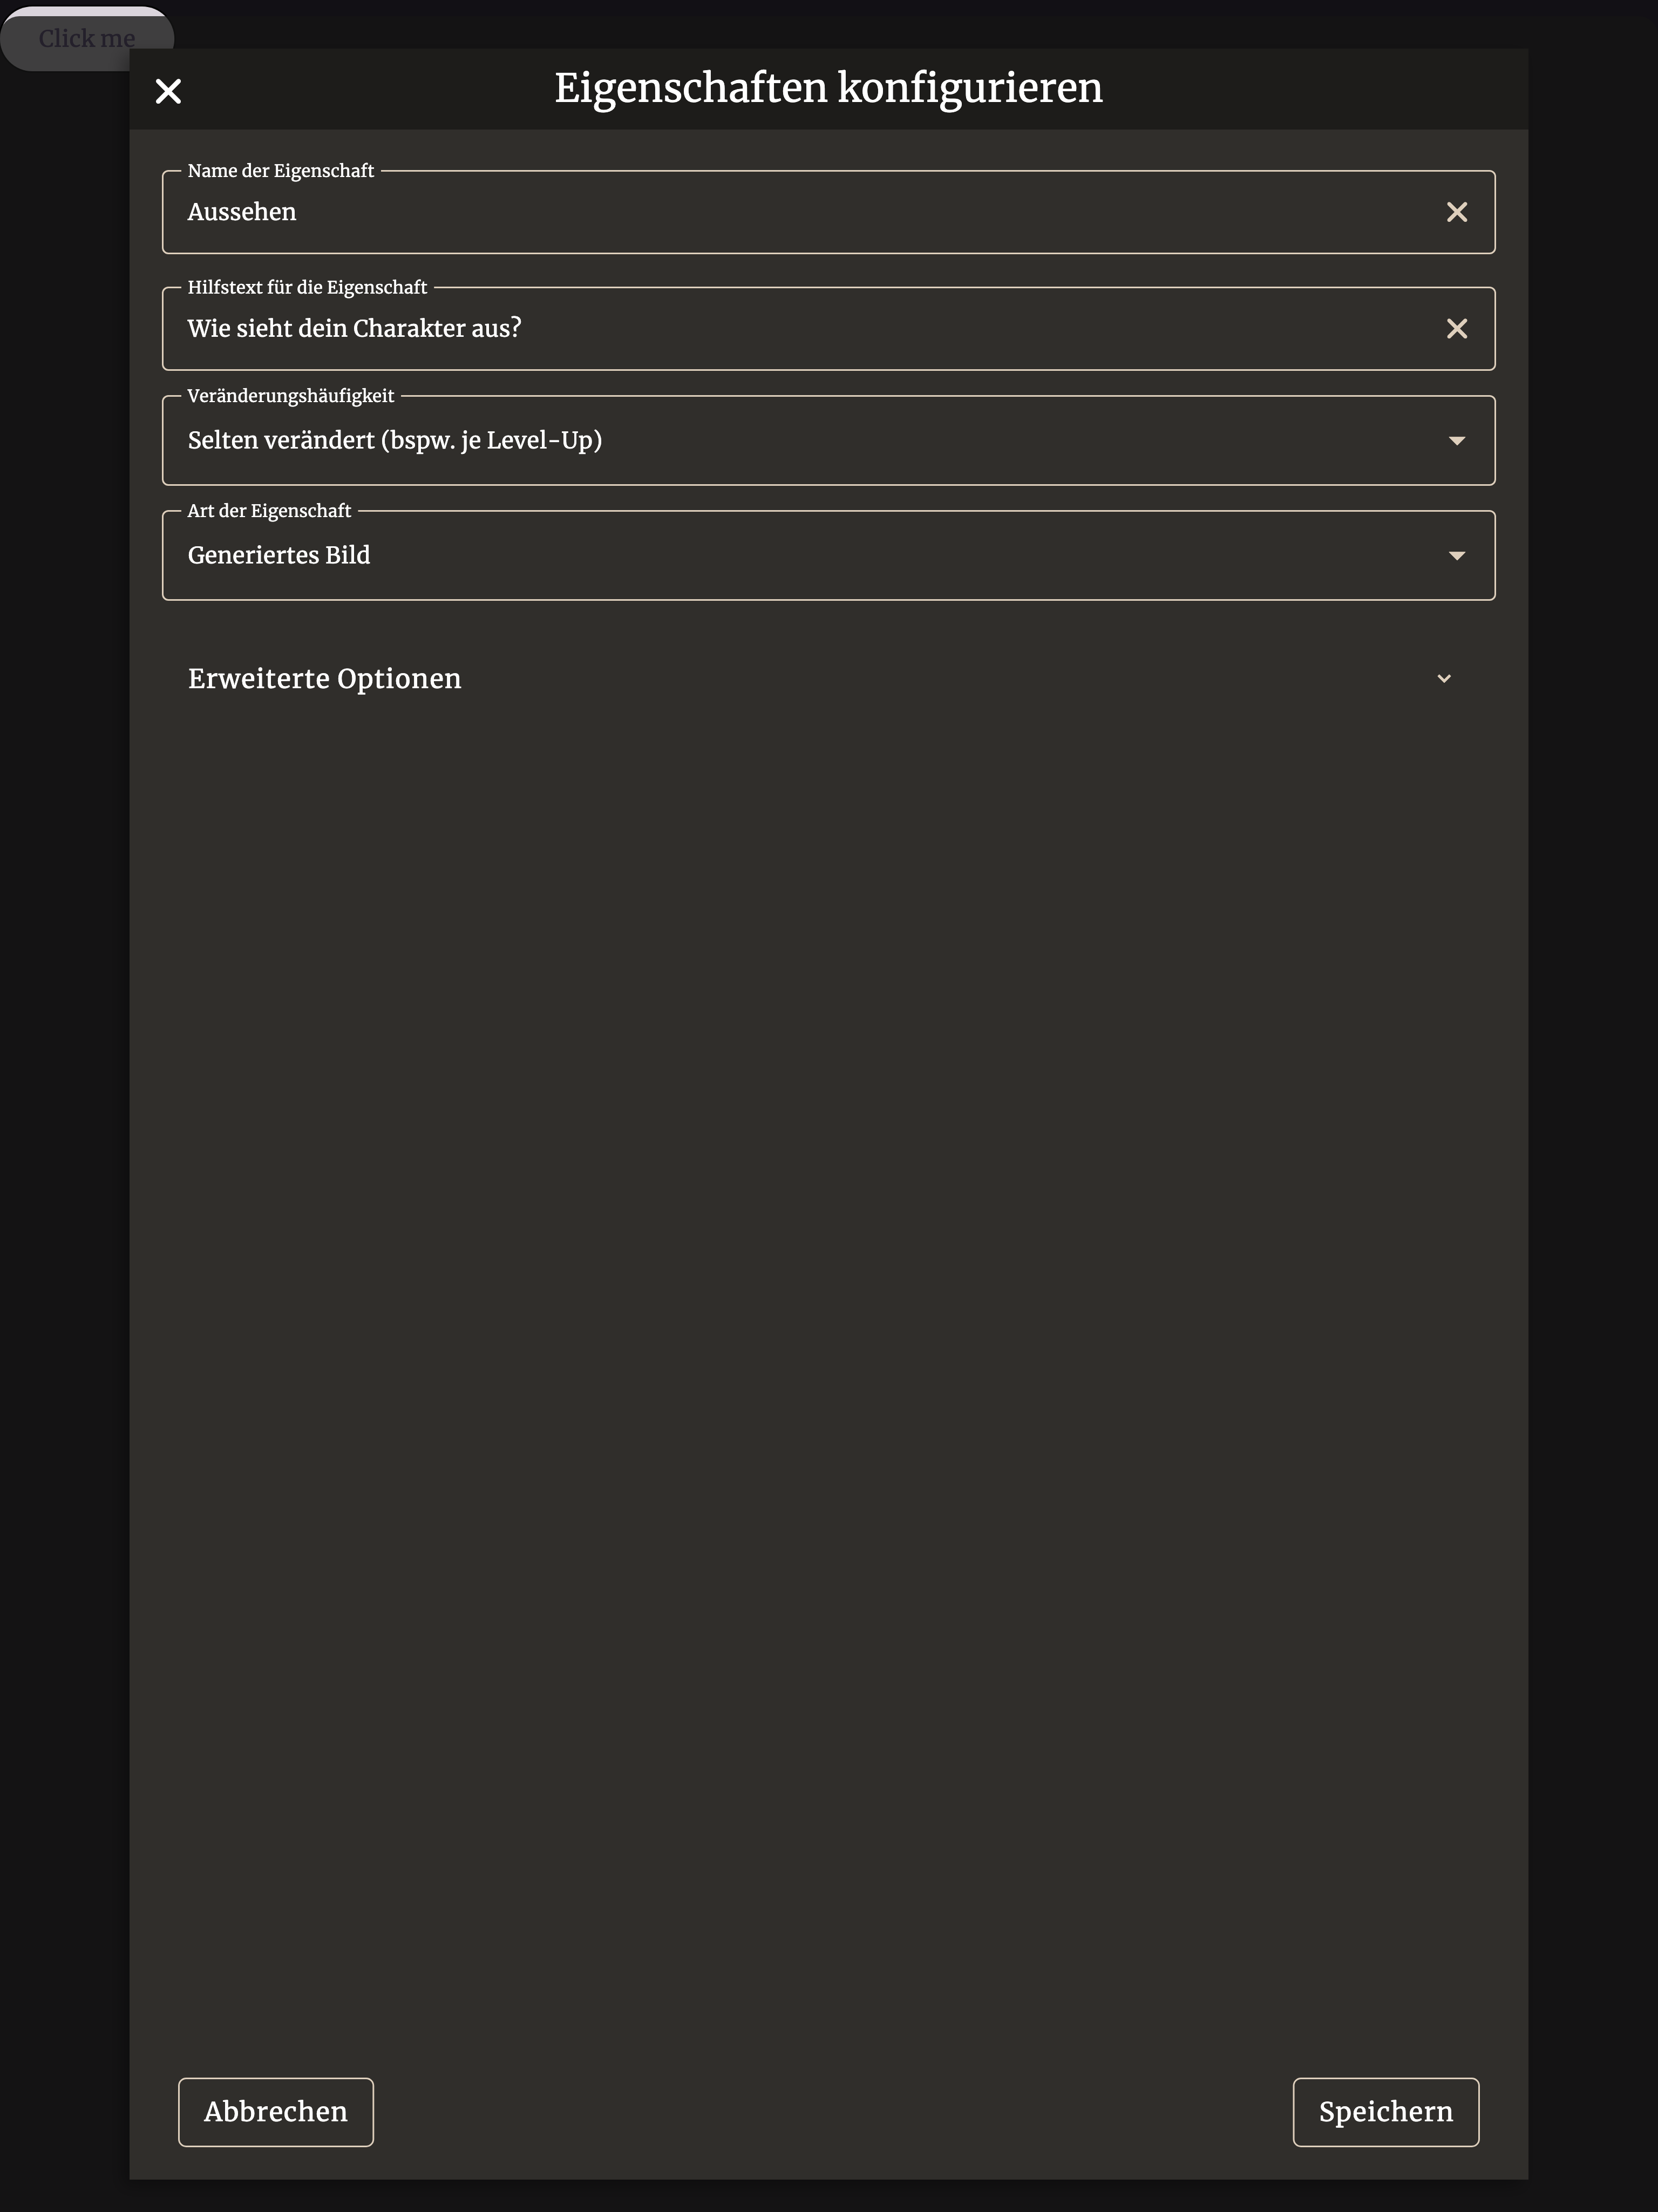 Click me
Eigenschaften konfigurieren
Name der Eigenschaft
Aussehen
Hilfstext für die Eigenschaft
Wie sieht dein Charakter aus?
Veränderungshäufigkeit
Selten verändert (bspw. je Level-Up)
Art der Eigenschaft
Generiertes Bild
Erweiterte Optionen
Abbrechen
Speichern